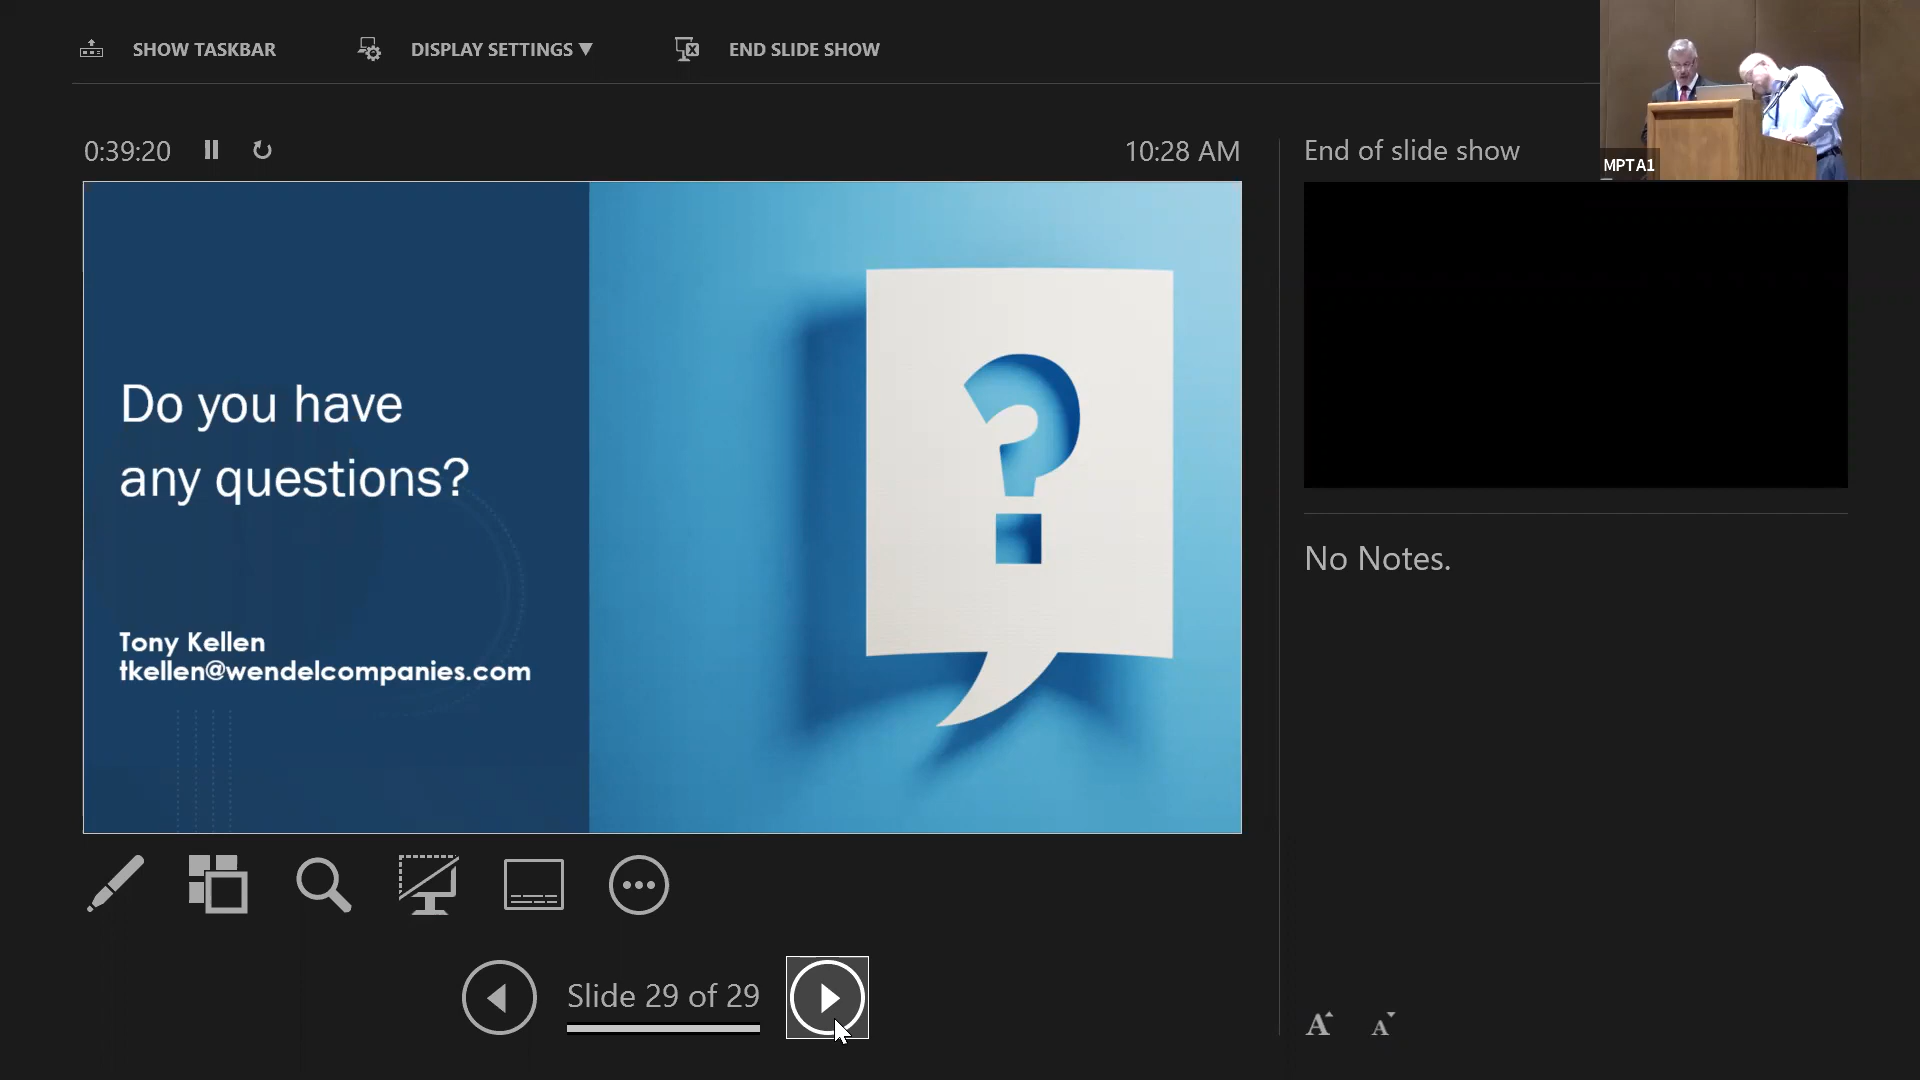 SHOW TASKBAR
DISPLAY SETTINGS ▼
END SLIDE SHOW
MPTA1
0:39:20
10:28 AM
End of slide show
Do you have
any questions?
Tony Kellen
tkellen@wendelcompanies.com
No Notes.
Slide 29 of 29
A A